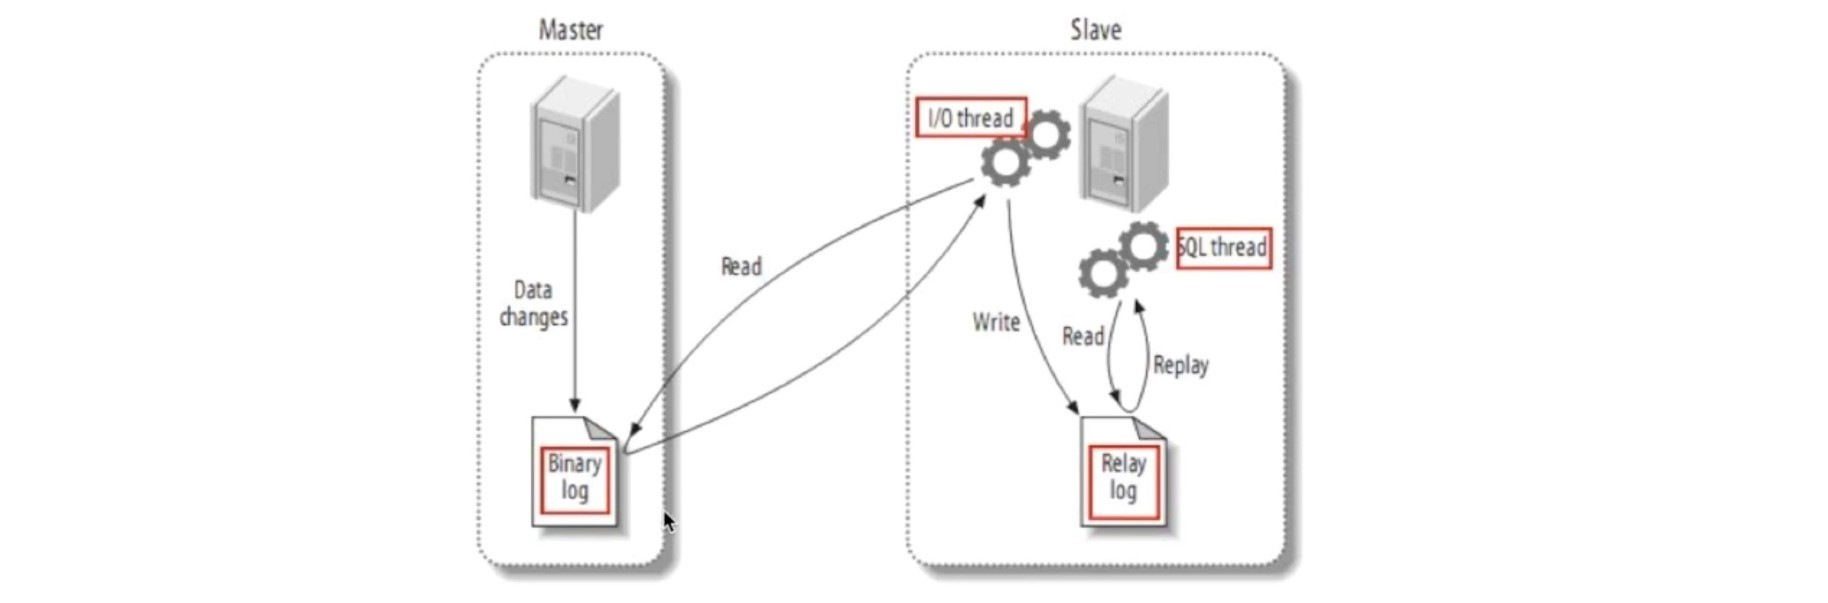 Master
Slave
I/O thread
SQL thread
Read
Data
changes
Write
Read
Replay
Binary
log
Relay
log